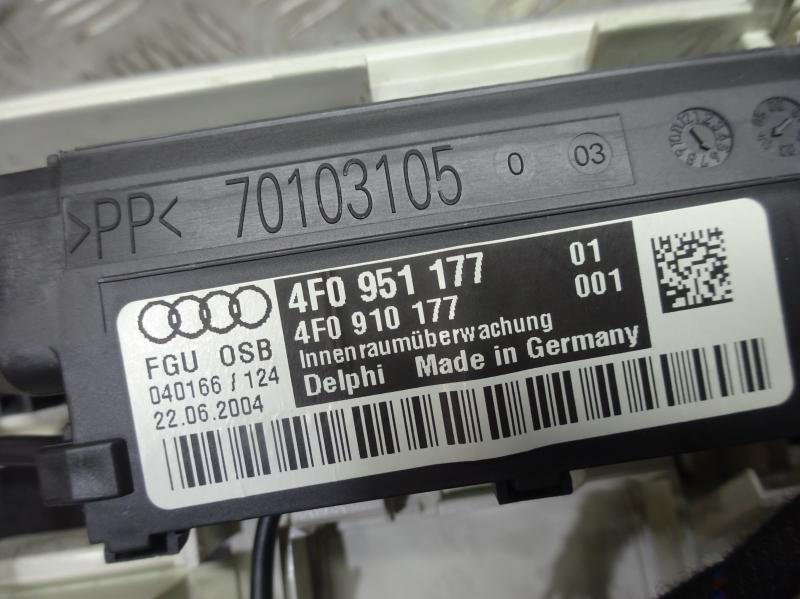 >PP< 70103105 0 03
4F0 951 177 01
4F0 910 177 001
Innenraumüberwachung
Delphi Made in Germany
FGU OSB
040166 / 124
22.06.2004